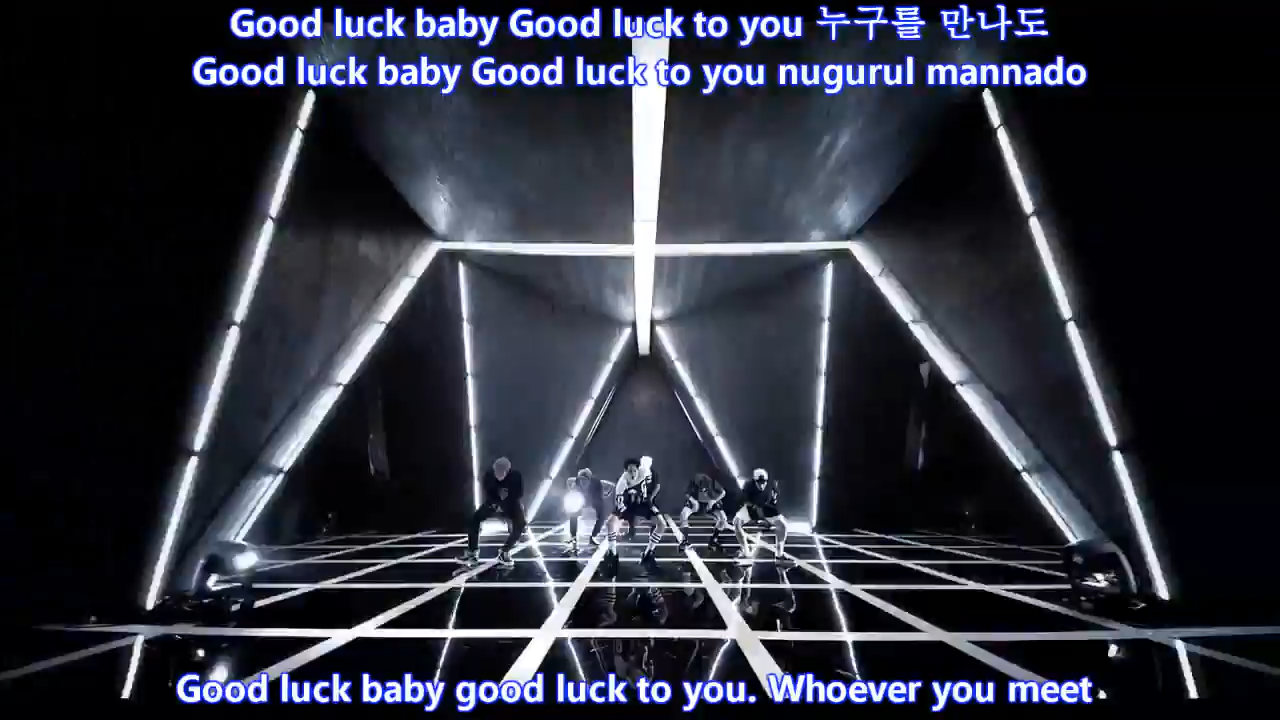 Good luck baby Good luck to you 누구를 만나도
Good luck baby Good luck to you nugurul mannado
Good luck baby good luck to you. Whoever you meet